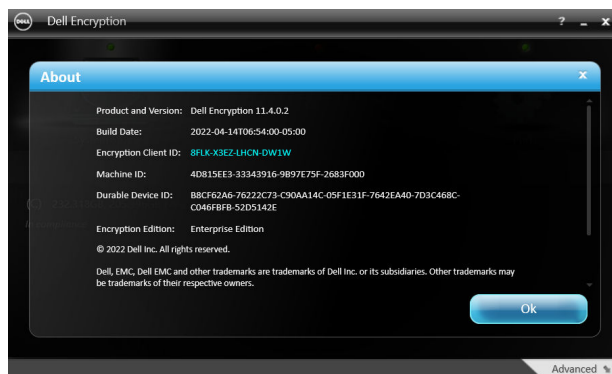 DELL Dell Encryption ? _ x
About x
Product and Version: Dell Encryption 11.4.0.2
Build Date: 2022-04-14T06:54:00-05:00
Encryption Client ID: 8FLK-X3EZ-LHCN-DW1W
Machine ID: 4D815EE3-33343916-9B97E75F-2683F000
Durable Device ID: B8CF62A6-76222C73-C90AA14C-05F1E31F-7642EA40-7D3C468C-
C046FBFB-52D5142E
Encryption Edition: Enterprise Edition
© 2022 Dell Inc. All rights reserved.
Dell, EMC, Dell EMC and other trademarks are trademarks of Dell Inc. or its subsidiaries. Other trademarks may
be trademarks of their respective owners.
Ok
Advanced